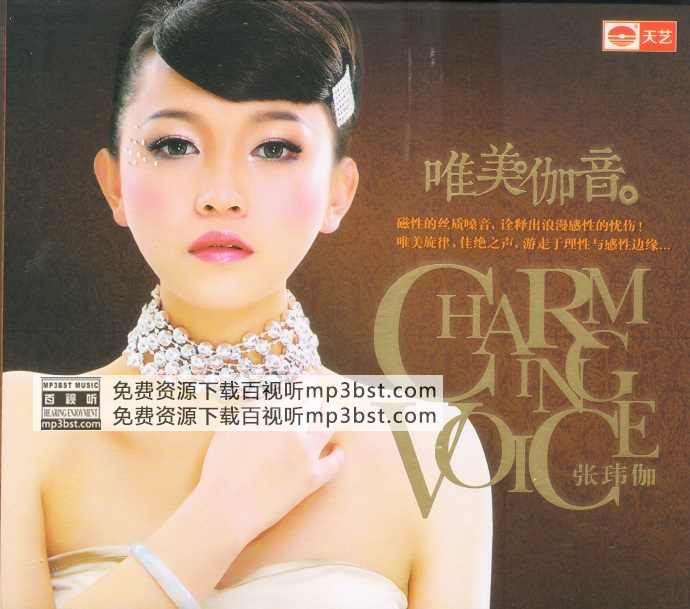 天艺
唯美伽音
磁性的丝质嗓音,诠释出浪漫感性的忧伤!
唯美旋律,佳绝之声,游走于理性与感性边缘...
CHARM
ING
VOICE
张玮伽
MP3BST MUSIC
百视听
HEARING ENJOYMENT
mp3bst.com
免费资源下载百视听mp3bst.com
免费资源下载百视听mp3bst.com